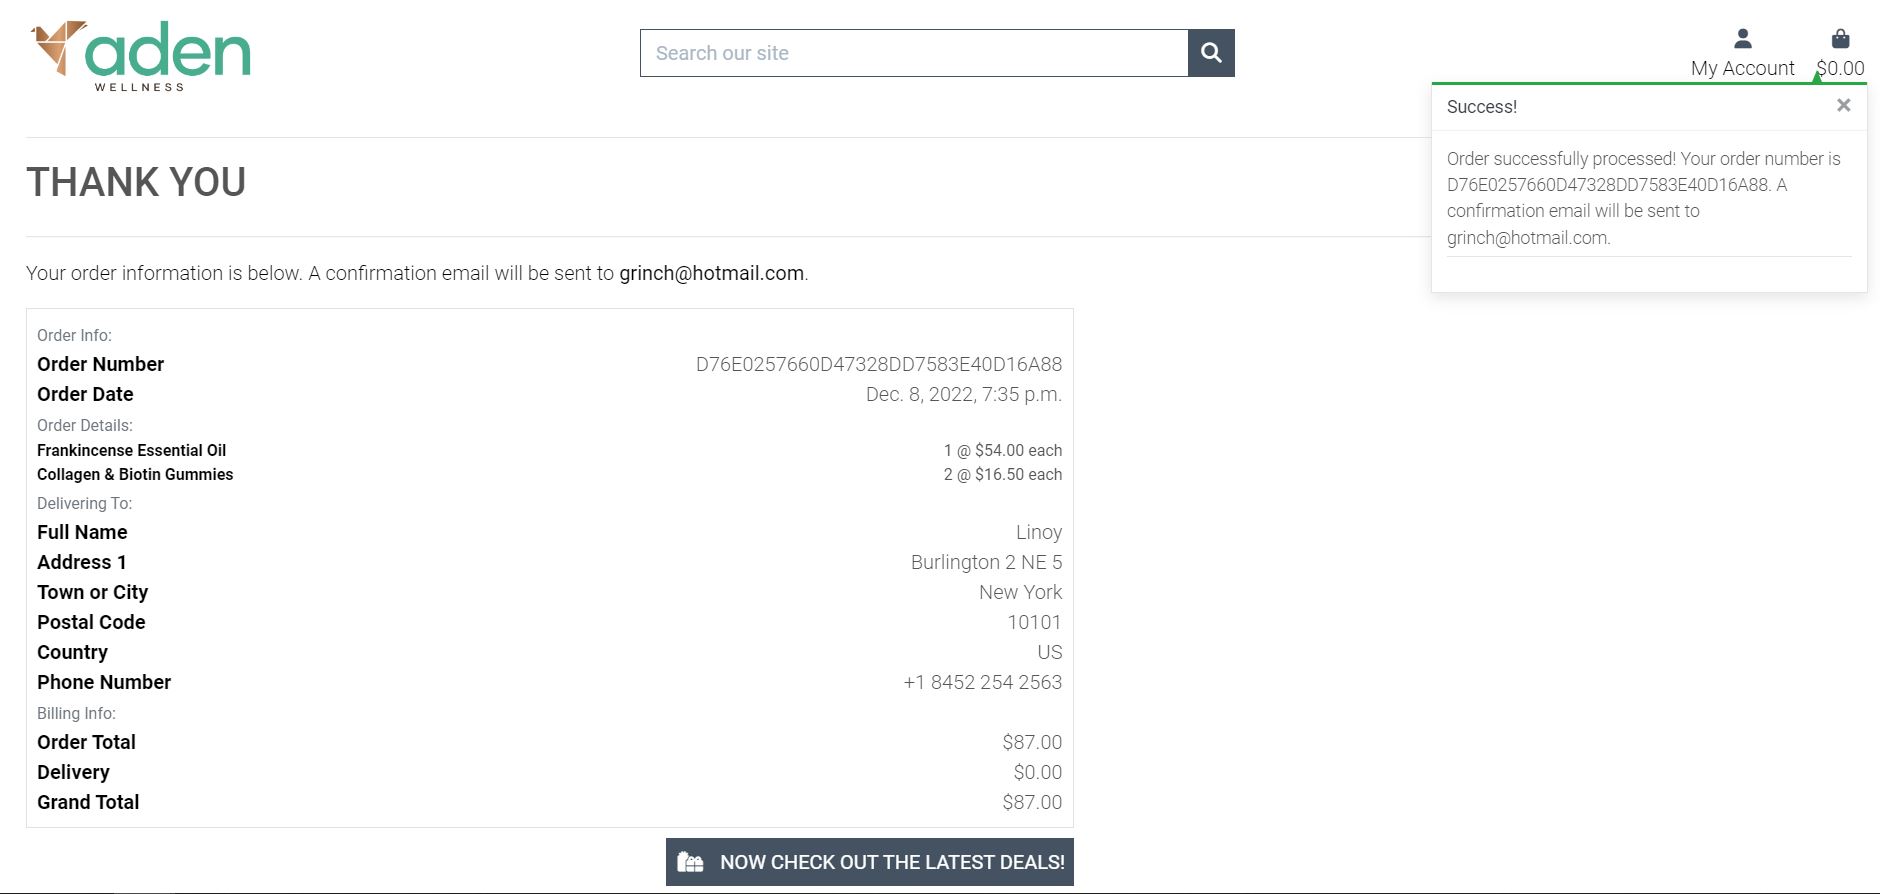 aden
WELLNESS
Search our site
My Account
$0.00
Success!
Order successfully processed! Your order number is
D76E0257660D47328DD7583E40D16A88. A
confirmation email will be sent to
grinch@hotmail.com.
THANK YOU
Your order information is below. A confirmation email will be sent to grinch@hotmail.com.
Order Info:
Order Number D76E0257660D47328DD7583E40D16A88
Order Date Dec. 8, 2022, 7:35 p.m.
Order Details:
Frankincense Essential Oil 1 @ $54.00 each
Collagen & Biotin Gummies 2 @ $16.50 each
Delivering To:
Full Name Linoy
Address 1 Burlington 2 NE 5
Town or City New York
Postal Code 10101
Country US
Phone Number +1 8452 254 2563
Billing Info:
Order Total $87.00
Delivery $0.00
Grand Total $87.00
NOW CHECK OUT THE LATEST DEALS!